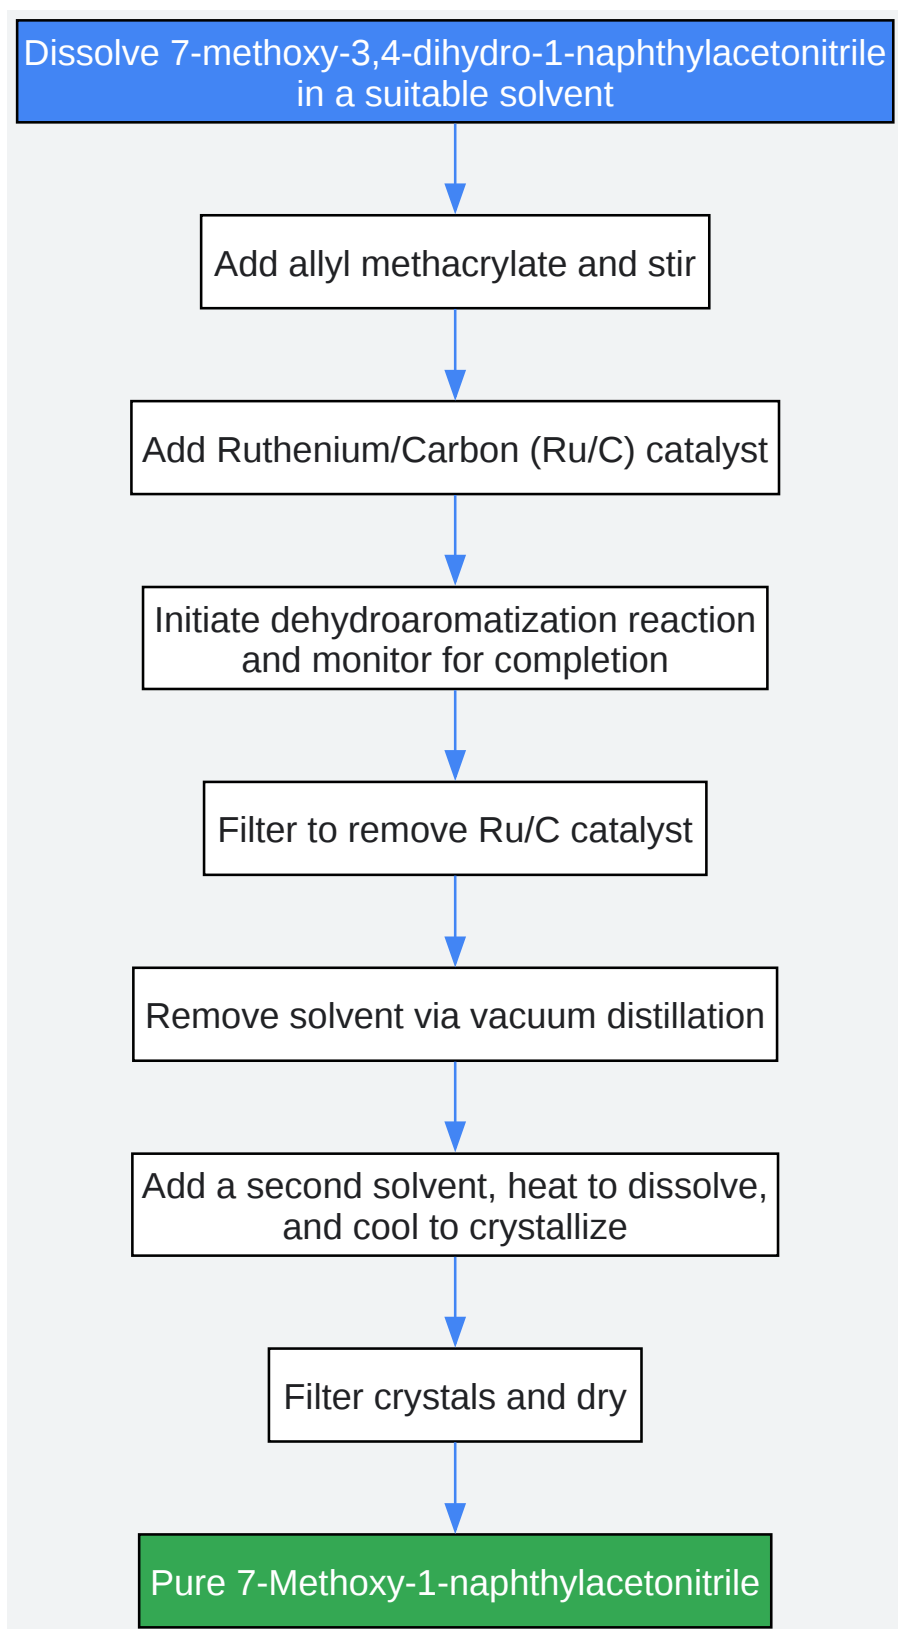 Dissolve 7-methoxy-3,4-dihydro-1-naphthylacetonitrile
in a suitable solvent
Add allyl methacrylate and stir
Add Ruthenium/Carbon (Ru/C) catalyst
Initiate dehydroaromatization reaction
and monitor for completion
Filter to remove Ru/C catalyst
Remove solvent via vacuum distillation
Add a second solvent, heat to dissolve,
and cool to crystallize
Filter crystals and dry
Pure 7-Methoxy-1-naphthylacetonitrile